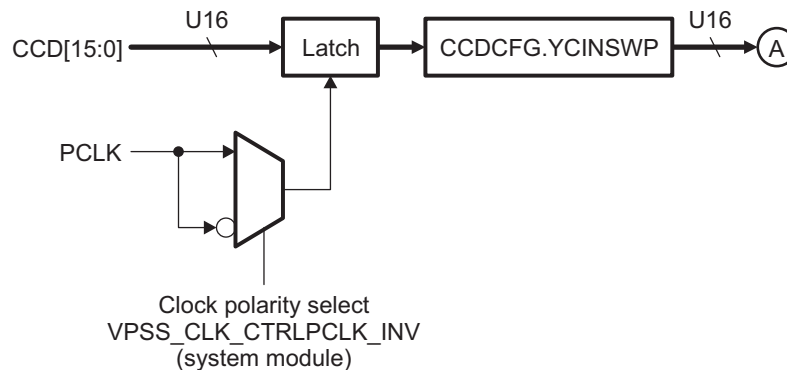 U16
U16
CCD[15:0]
Latch
CCDCFG.YCINSWP
A
PCLK
Clock polarity select
VPSS_CLK_CTRLPCLK_INV
(system module)